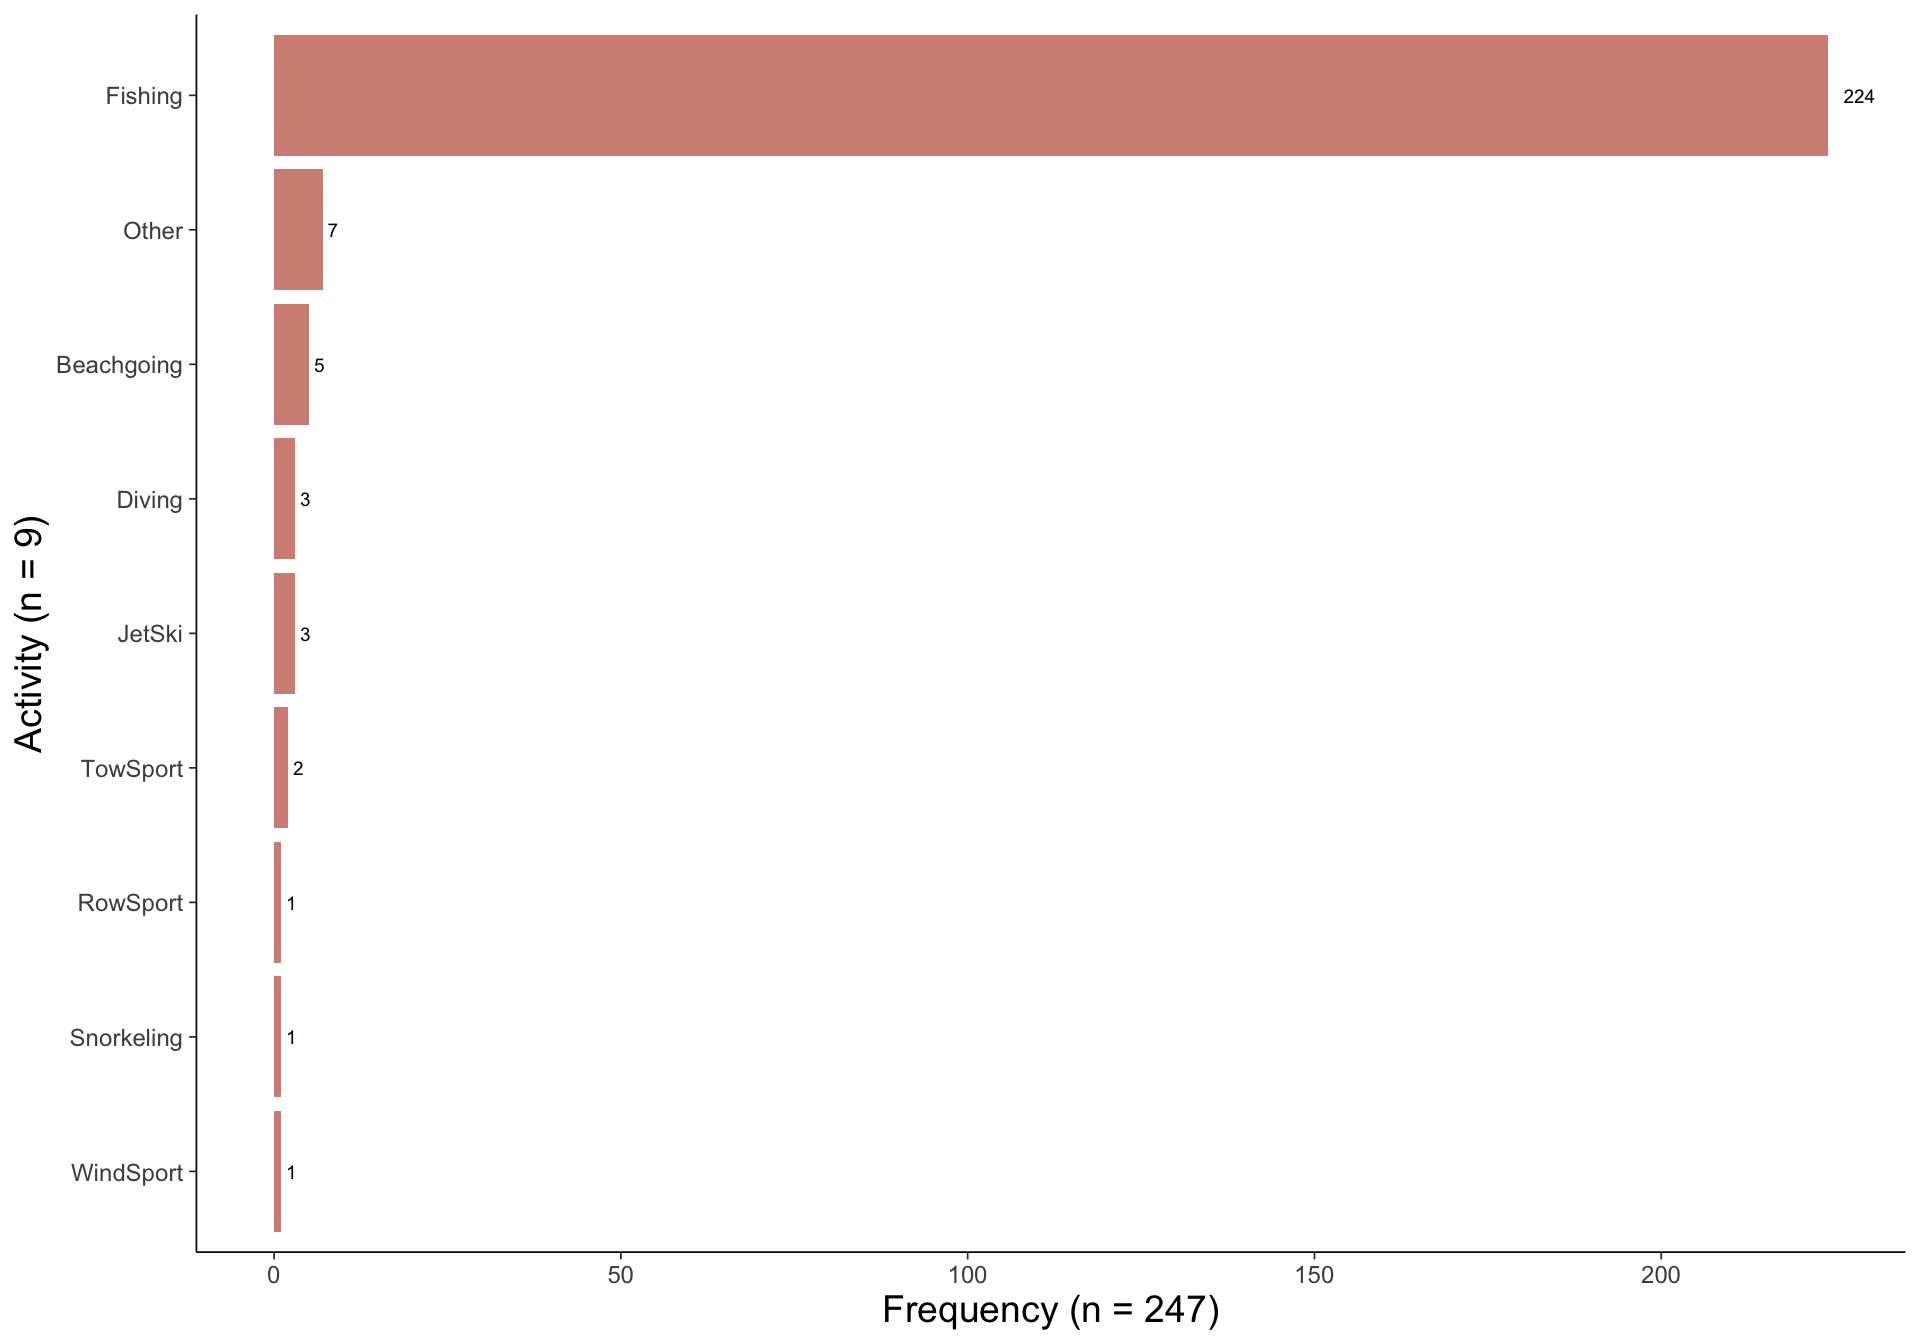 Fishing
224
Other
7
Beachgoing
5
Diving
3
JetSki
3
TowSport
2
RowSport
1
Snorkeling
1
WindSport
1
Activity (n = 9)
0 50 100 150 200
Frequency (n = 247)